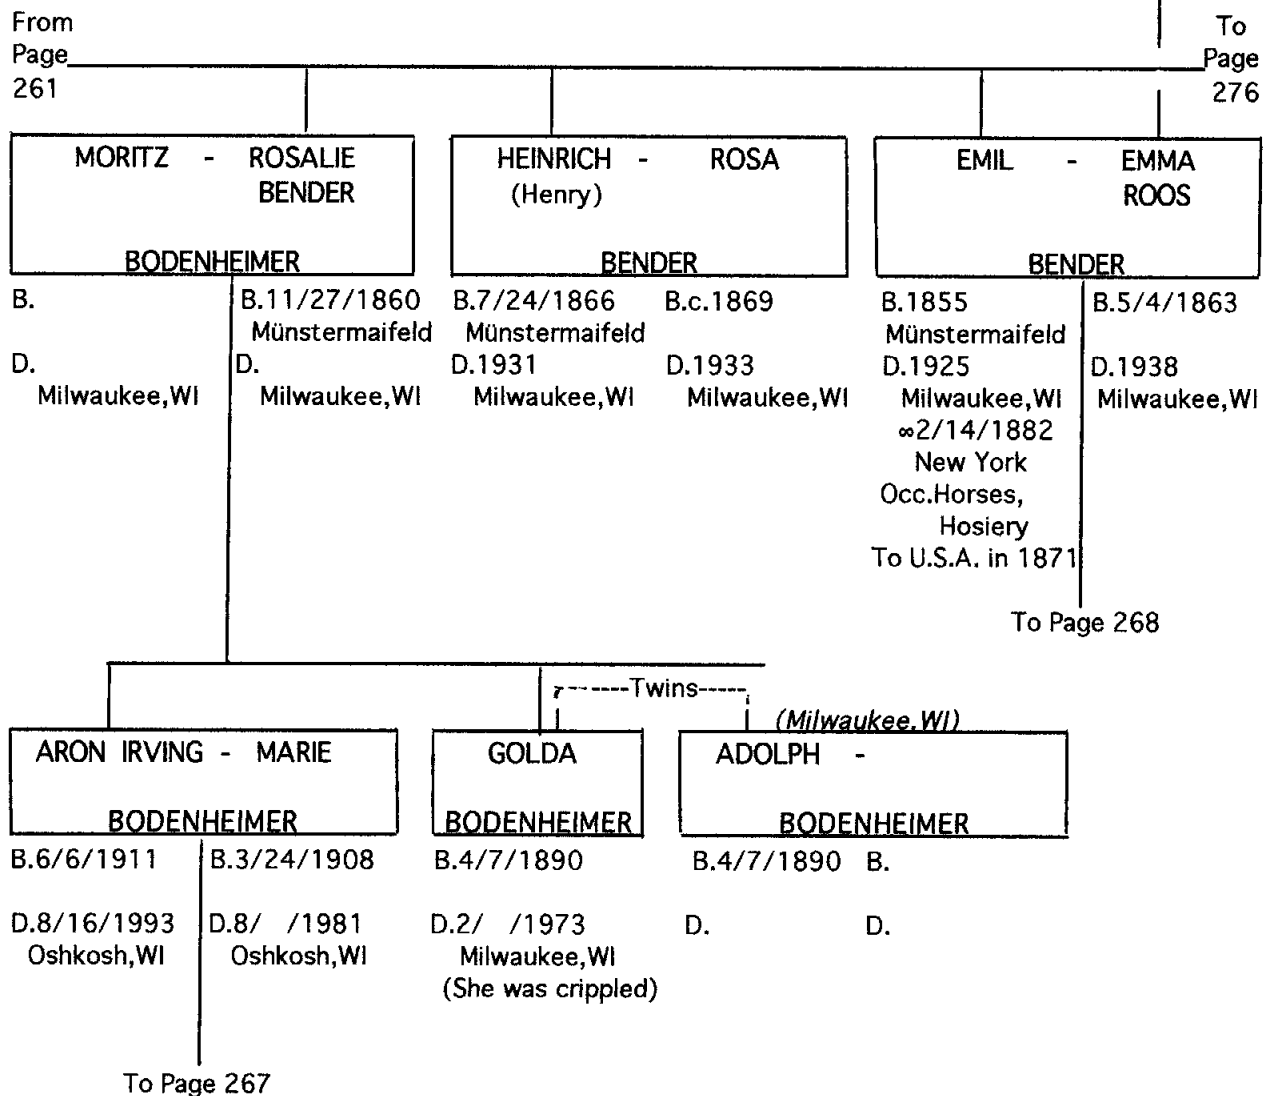 From
Page
261
To
Page
276
MORITZ - ROSALIE
BENDER
BODENHEIMER
HEINRICH - ROSA
(Henry)
BENDER
EMIL - EMMA
ROOS
BENDER
B.
B.11/27/1860
Münstermaifeld
D.
Milwaukee,WI
D.
Milwaukee,WI
B.7/24/1866
Münstermaifeld
D.1931
Milwaukee,WI
B.c.1869
D.1933
Milwaukee,WI
B.1855
Münstermaifeld
D.1925
Milwaukee,WI
∞2/14/1882
New York
Occ.Horses,
Hosiery
To U.S.A. in 1871
B.5/4/1863
D.1938
Milwaukee,WI
To Page 268
Twins
(Milwaukee,WI)
ARON IRVING - MARIE
BODENHEIMER
GOLDA
BODENHEIMER
ADOLPH -
BODENHEIMER
B.6/6/1911
D.8/16/1993
Oshkosh,WI
B.3/24/1908
D.8/ /1981
Oshkosh,WI
B.4/7/1890
D.2/ /1973
Milwaukee,WI
(She was crippled)
B.4/7/1890
D.
B.
D.
To Page 267